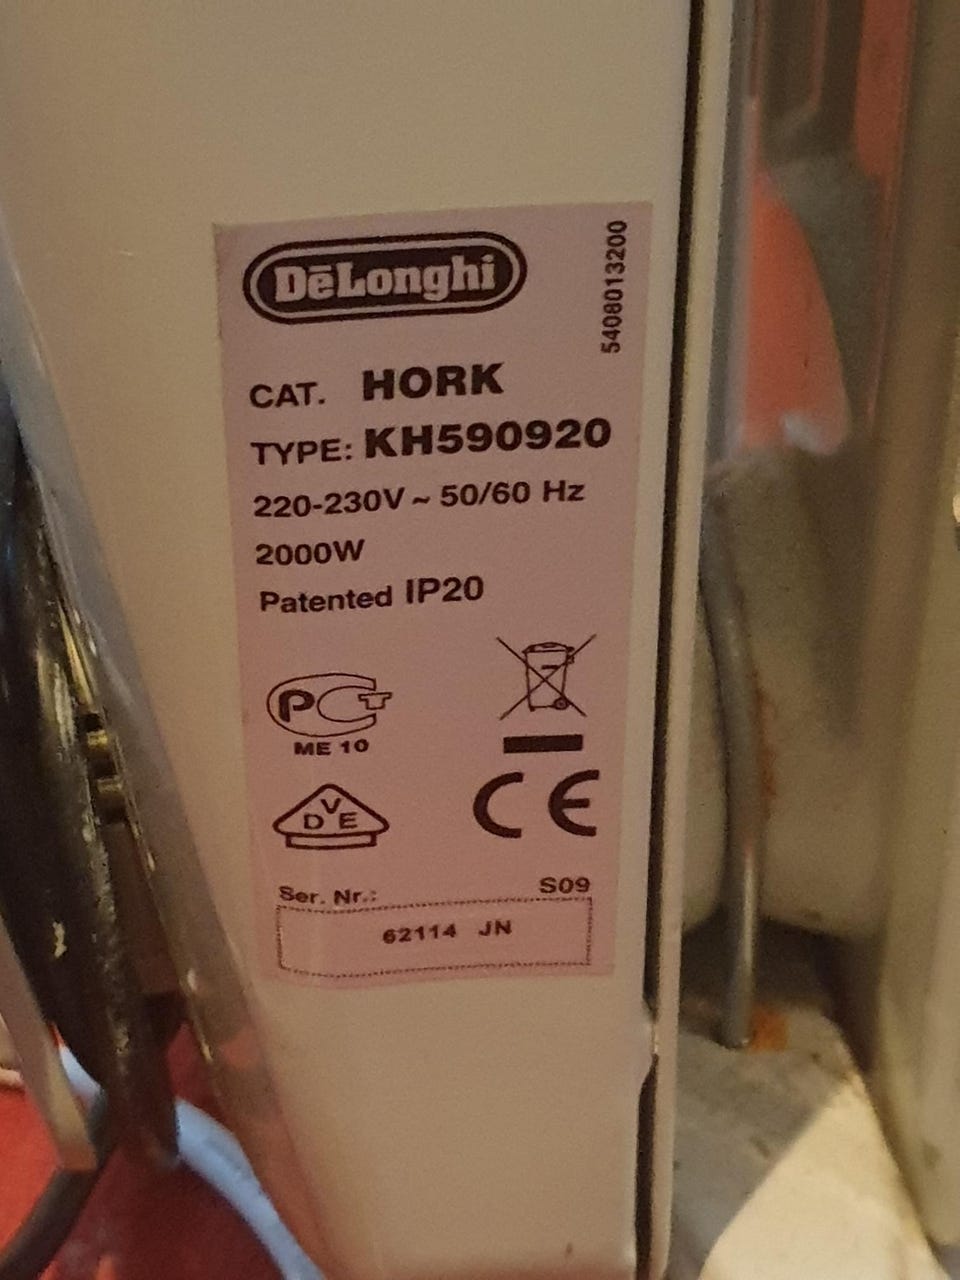 DēLonghi
5408013200
CAT. HORK
TYPE: KH590920
220-230V ~ 50/60 Hz
2000W
Patented IP20
PCT
ME 10
DVE
CE
Ser. Nr.: S09
62114 JN